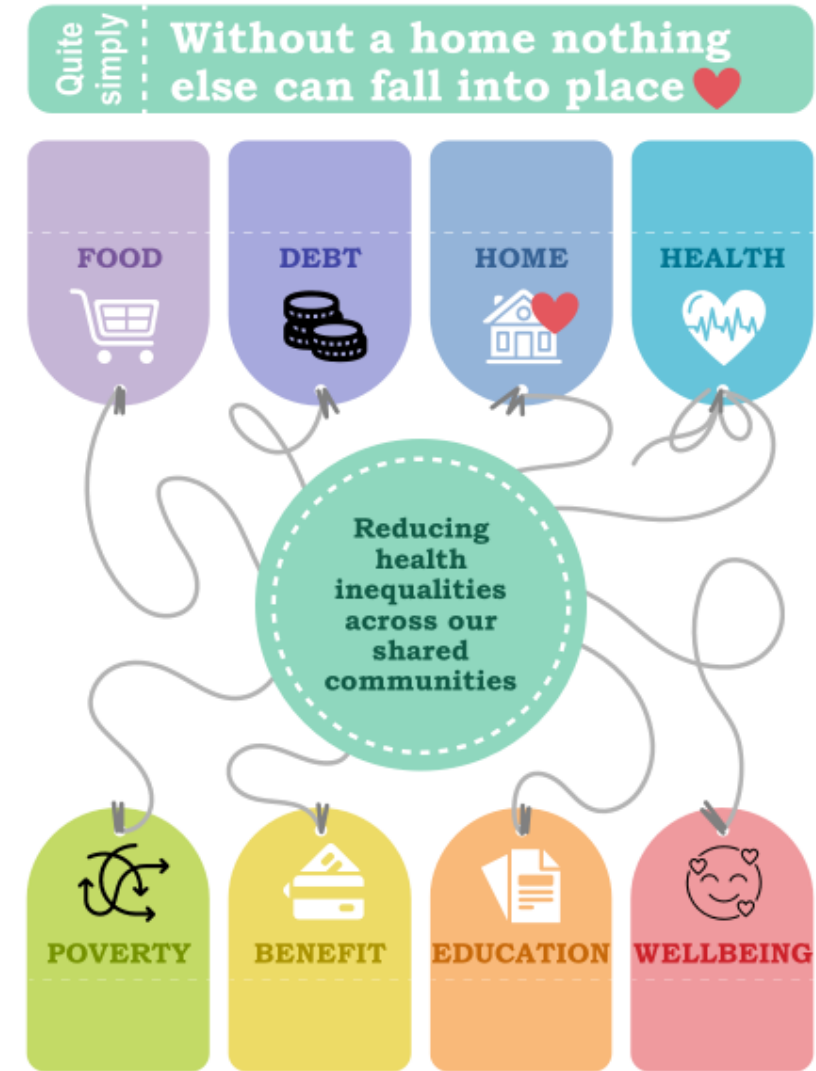 Quite
simply
Without a home nothing
else can fall into place
FOOD
DEBT
HOME
HEALTH
Reducing
health
inequalities
across our
shared
communities
POVERTY
BENEFIT
EDUCATION
WELLBEING